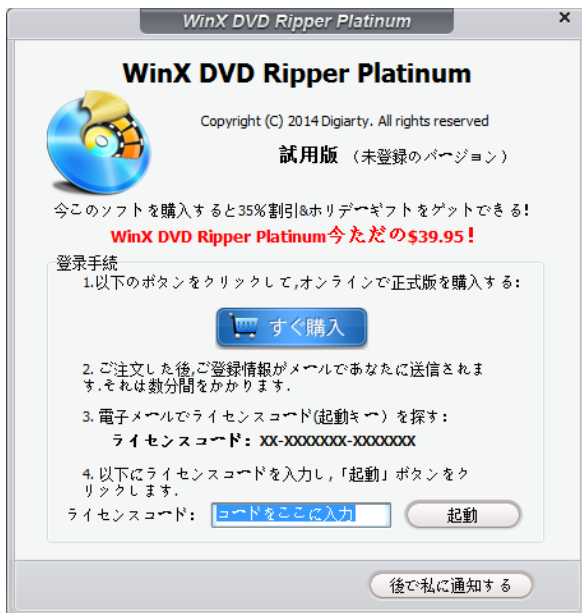 WinX DVD Ripper Platinum
WinX DVD Ripper Platinum
Copyright (C) 2014 Digiarty. All rights reserved
試用版 （未登録のバージョン）
今このソフトを購入すると35%割引&ホリデーギフトをゲットできる!
WinX DVD Ripper Platinum今ただの$39.95!
登录手続
1.以下のボタンをクリックして,オンラインで正式版を購入する:
すぐ購入
2. ご注文した後,ご登録情報がメールであなたに送信されま
す.それは数分間をかかります.
3. 電子メールでライセンスコード(起動キー) を探す:
ライセンスコード: XX-XXXXXXX-XXXXXXX
4. 以下にライセンスコードを入力し,「起動」ボタンをク
リックします.
ライセンスコード: コードをここに入力 起動
後で私に通知する